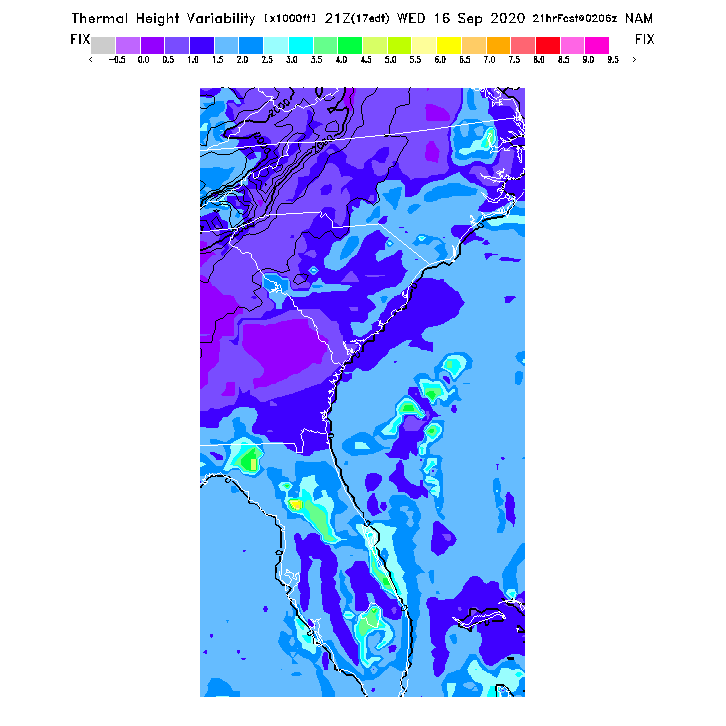 Thermal Height Variability [x1000ft] 21Z(17edt) WED 16 Sep 2020 21hrFcst@0206z NAM
FIX FIX
< -0.5 0.0 0.5 1.0 1.5 2.0 2.5 3.0 3.5 4.0 4.5 5.0 5.5 6.0 6.5 7.0 7.5 8.0 8.5 9.0 9.5 >